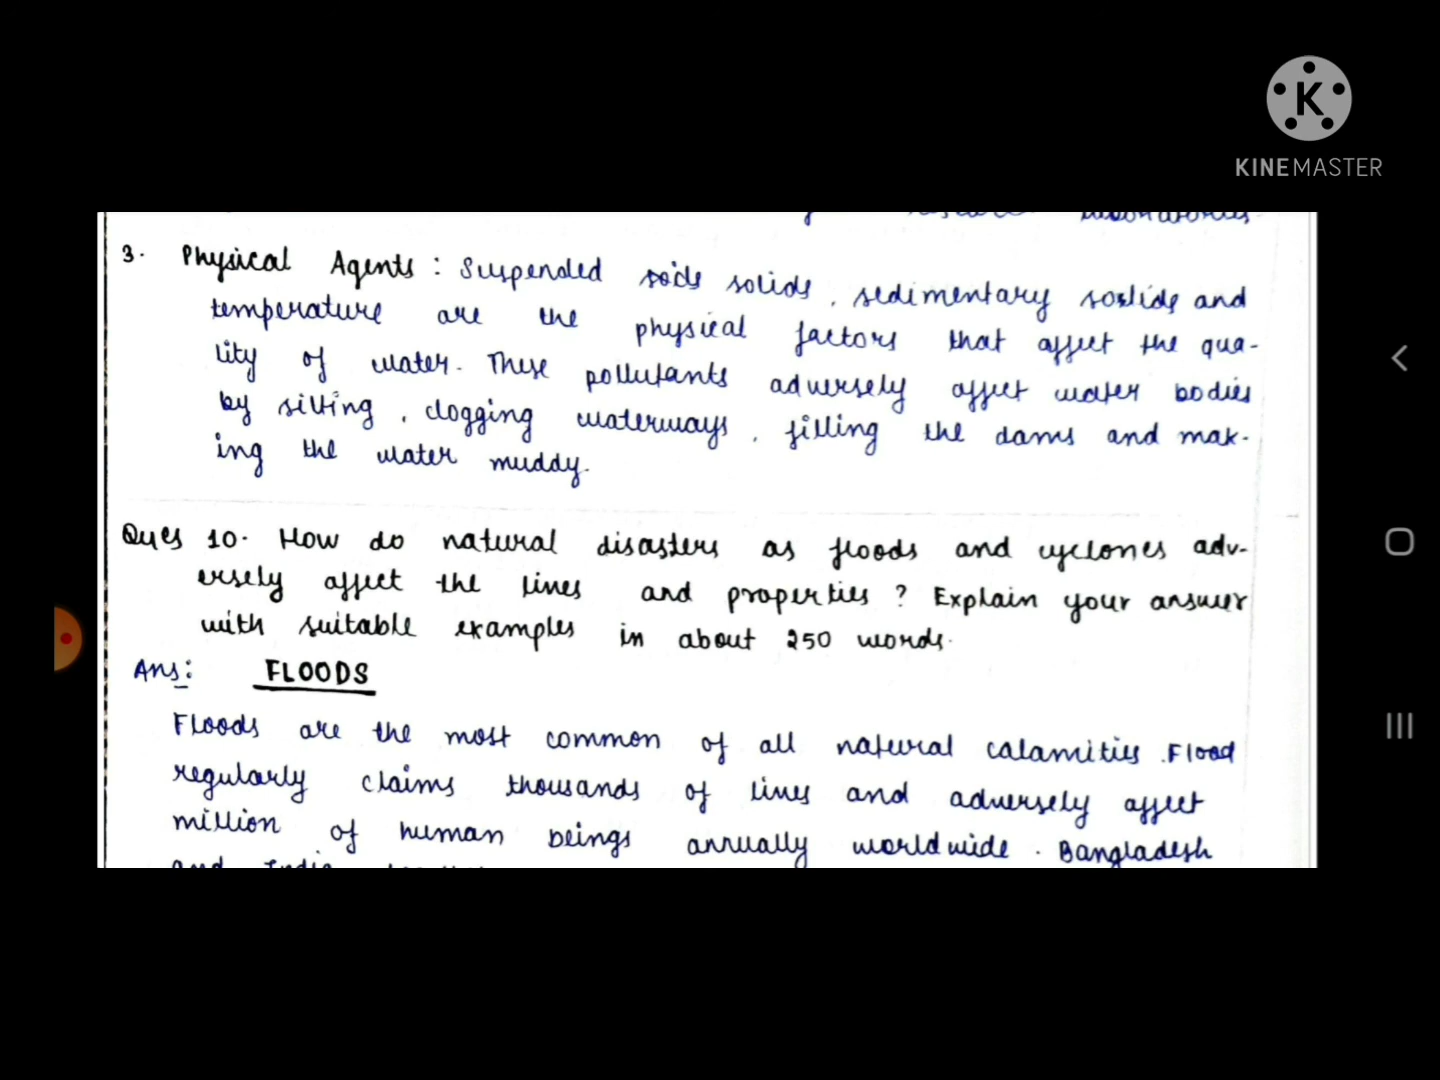 K
KINEMASTER
3. Physical Agents : Suspended solids , sedimentary solids and
temperature are the physical factors that affect the qua-
lity of water. These pollutants adversely affect water bodies
by silting , clogging waterways , filling the dams and mak-
ing the water muddy.
Ques 10. How do natural disasters as floods and cyclones adv-
ersely affect the lives and properties ? Explain your answer
with suitable examples in about 250 words.
Ans: FLOODS
Floods are the most common of all natural calamities . Flood
regularly claims thousands of lives and adversely affect
million of human beings annually worldwide . Bangladesh
and India